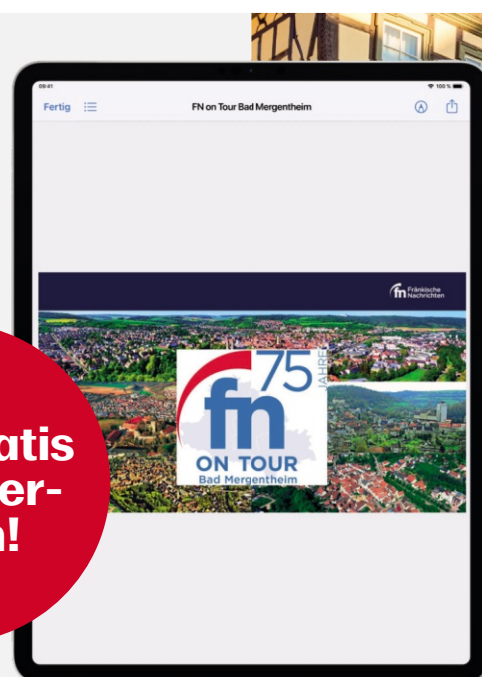 09:41
100 %
Fertig
FN on Tour Bad Mergentheim
fn Fränkische
Nachrichten
75
JAHRE
fn
ON TOUR
Bad Mergentheim
atis
er-
n!